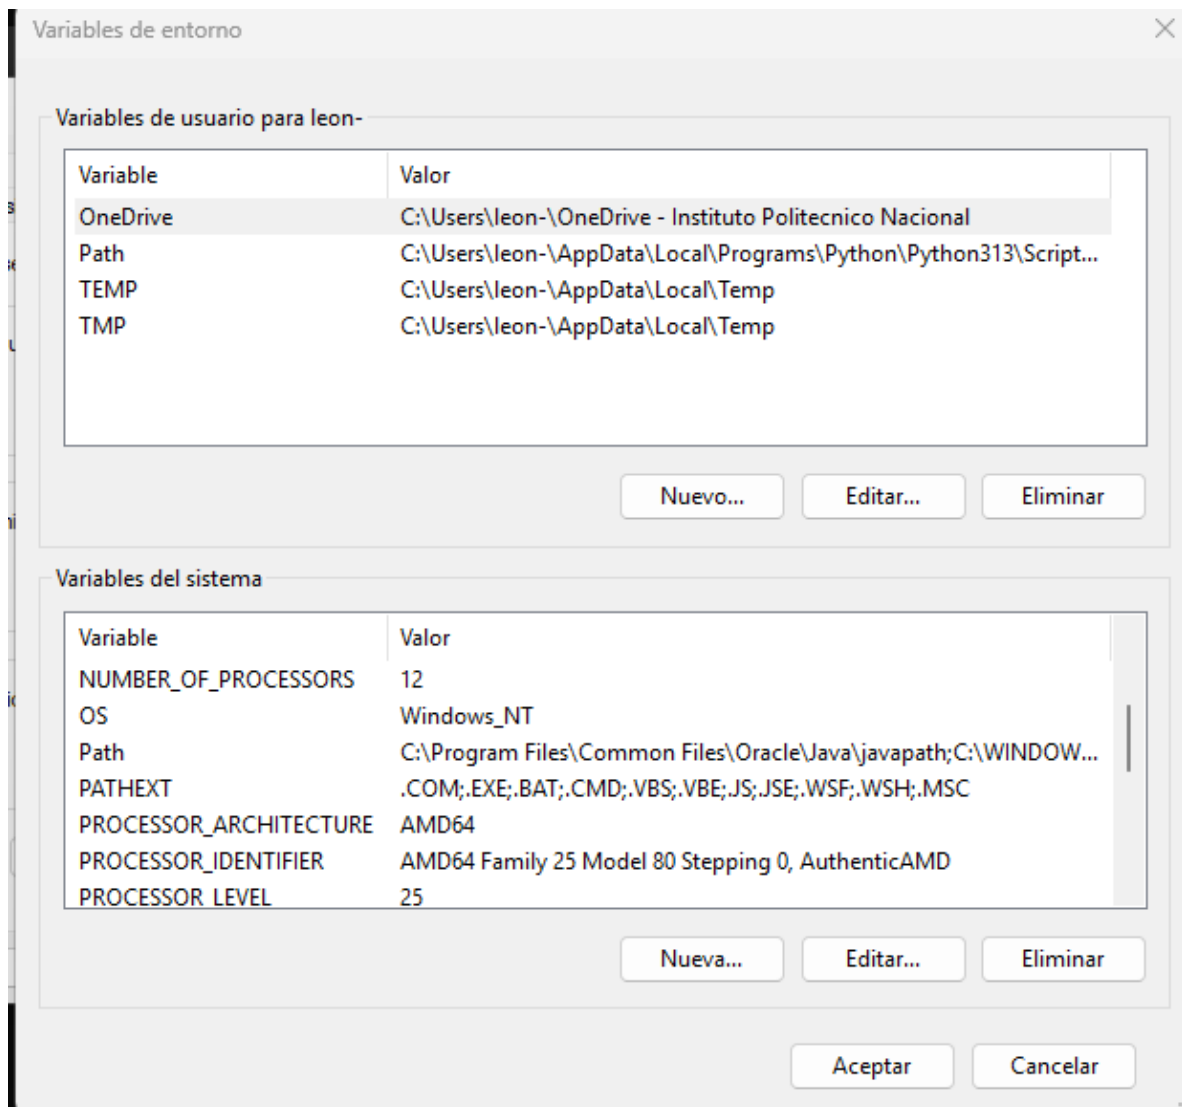 Variables de entorno
Variables de usuario para leon-
Variable Valor
OneDrive C:\Users\leon-\OneDrive - Instituto Politecnico Nacional
Path C:\Users\leon-\AppData\Local\Programs\Python\Python313\Script...
TEMP C:\Users\leon-\AppData\Local\Temp
TMP C:\Users\leon-\AppData\Local\Temp
Nuevo... Editar... Eliminar
Variables del sistema
Variable Valor
NUMBER_OF_PROCESSORS 12
OS Windows_NT
Path C:\Program Files\Common Files\Oracle\Java\javapath;C:\WINDOW...
PATHEXT .COM;.EXE;.BAT;.CMD;.VBS;.VBE;.JS;.JSE;.WSF;.WSH;.MSC
PROCESSOR_ARCHITECTURE AMD64
PROCESSOR_IDENTIFIER AMD64 Family 25 Model 80 Stepping 0, AuthenticAMD
PROCESSOR_LEVEL 25
Nueva... Editar... Eliminar
Aceptar Cancelar